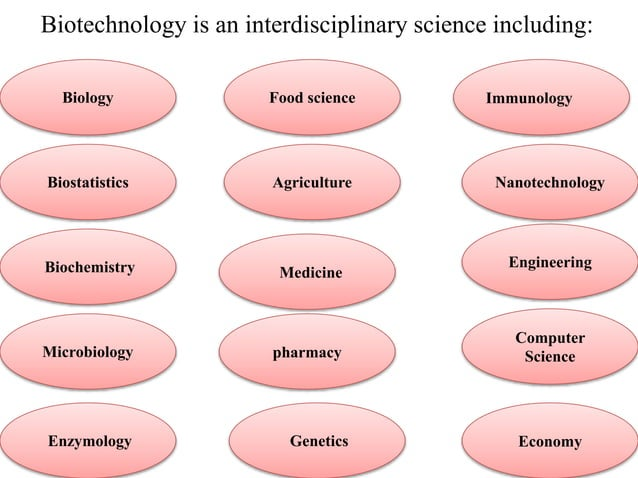 Biotechnology is an interdisciplinary science including:
Biology
Food science
Immunology
Biostatistics
Agriculture
Nanotechnology
Biochemistry
Medicine
Engineering
Microbiology
pharmacy
Computer
Science
Enzymology
Genetics
Economy